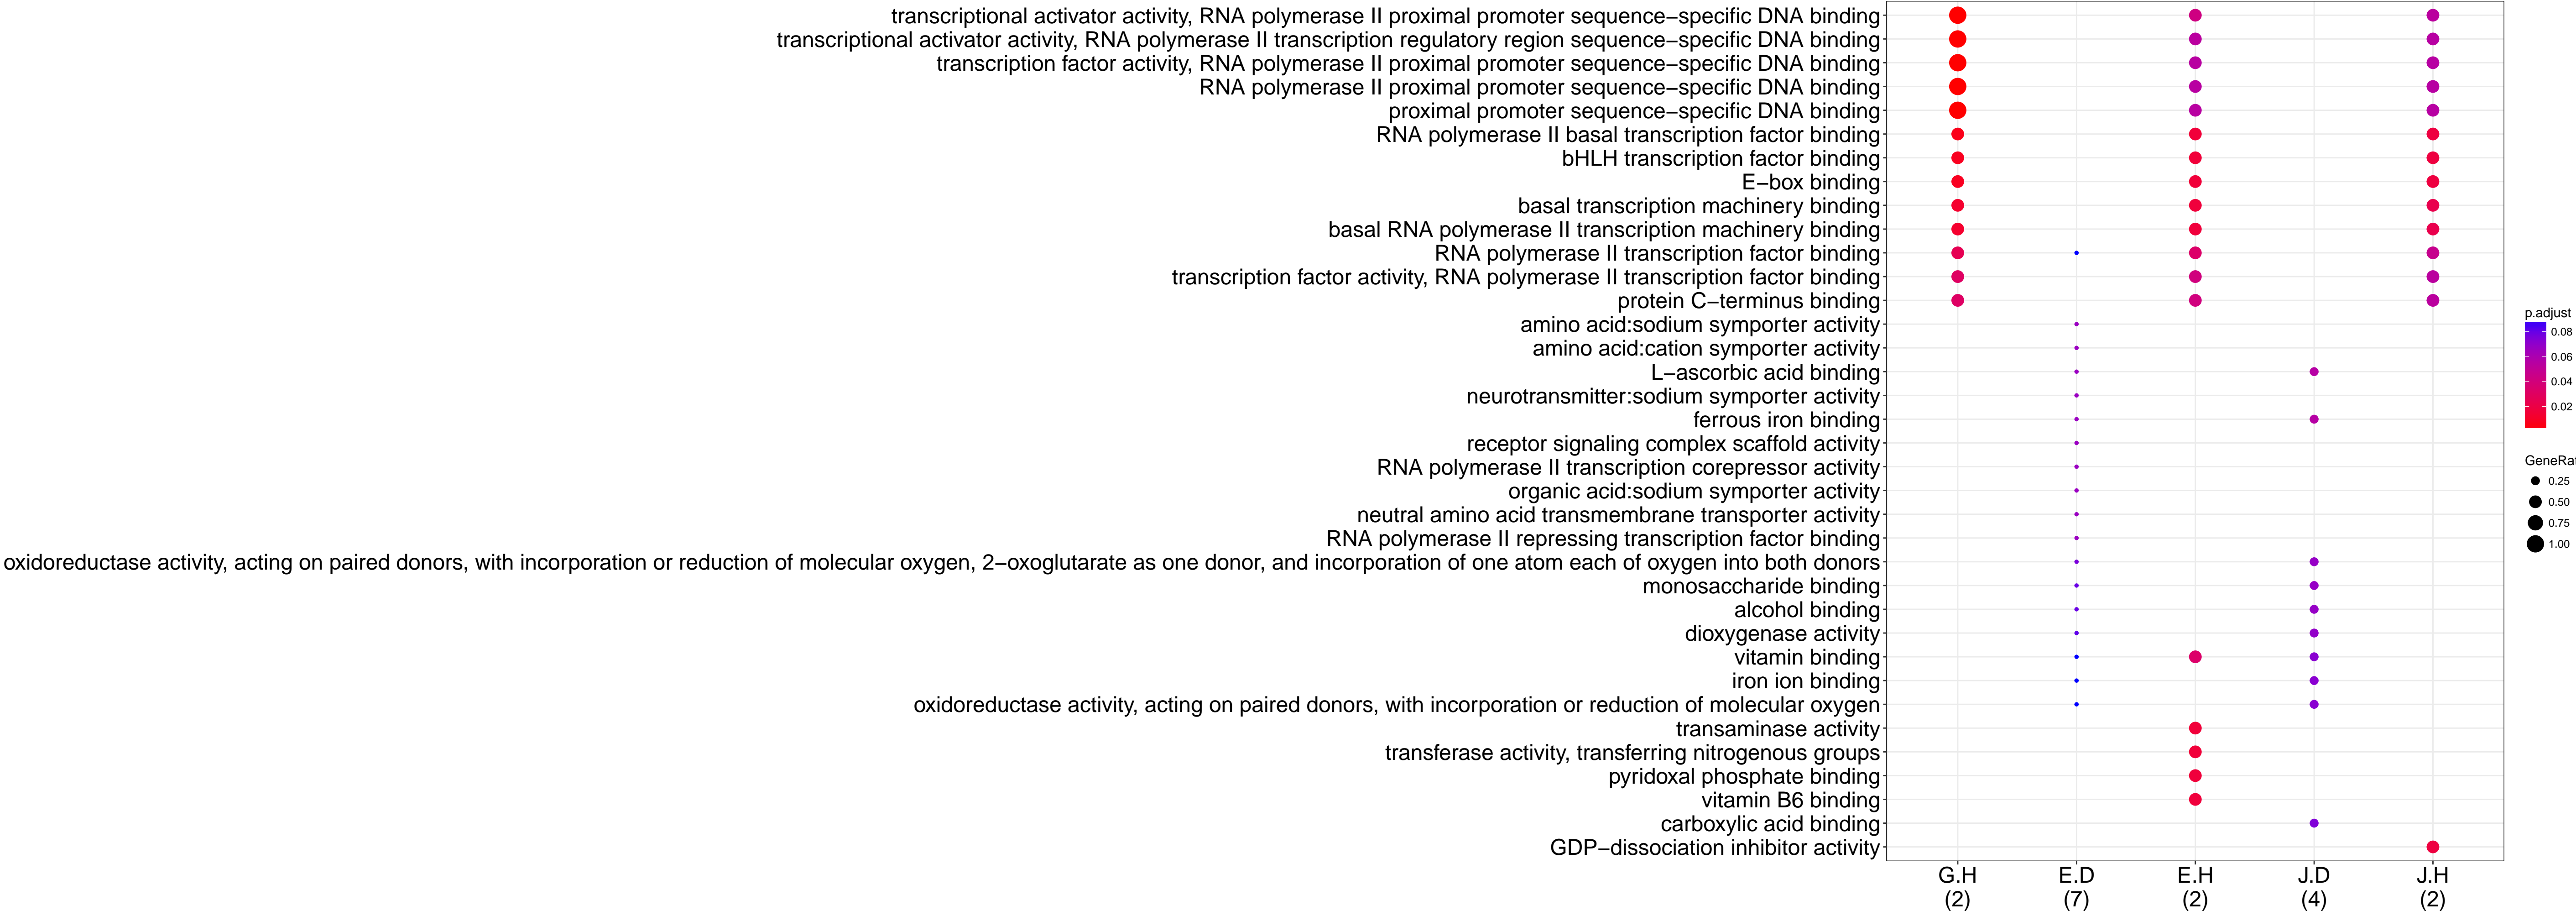 transcriptional activator activity, RNA polymerase II proximal promoter sequence−specific DNA binding
transcriptional activator activity, RNA polymerase II transcription regulatory region sequence−specific DNA binding
transcription factor activity, RNA polymerase II proximal promoter sequence−specific DNA binding
RNA polymerase II proximal promoter sequence−specific DNA binding
proximal promoter sequence−specific DNA binding
RNA polymerase II basal transcription factor binding
bHLH transcription factor binding
E−box binding
basal transcription machinery binding
basal RNA polymerase II transcription machinery binding
RNA polymerase II transcription factor binding
transcription factor activity, RNA polymerase II transcription factor binding
protein C−terminus binding
amino acid:sodium symporter activity
amino acid:cation symporter activity
L−ascorbic acid binding
neurotransmitter:sodium symporter activity
ferrous iron binding
receptor signaling complex scaffold activity
RNA polymerase II transcription corepressor activity
organic acid:sodium symporter activity
neutral amino acid transmembrane transporter activity
RNA polymerase II repressing transcription factor binding
oxidoreductase activity, acting on paired donors, with incorporation or reduction of molecular oxygen, 2−oxoglutarate as one donor, and incorporation of one atom each of oxygen into both donors
monosaccharide binding
alcohol binding
dioxygenase activity
vitamin binding
iron ion binding
oxidoreductase activity, acting on paired donors, with incorporation or reduction of molecular oxygen
transaminase activity
transferase activity, transferring nitrogenous groups
pyridoxal phosphate binding
vitamin B6 binding
carboxylic acid binding
GDP−dissociation inhibitor activity
G.H E.D E.H J.D J.H
(2) (7) (2) (4) (2)
p.adjust
0.08
0.06
0.04
0.02
GeneRat
0.25
0.50
0.75
1.00